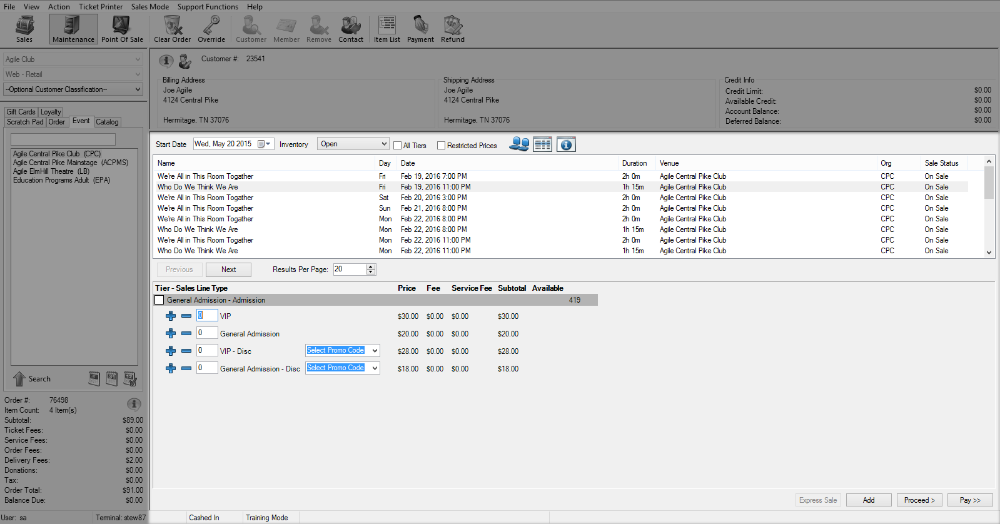 File View Action Ticket Printer Sales Mode Support Functions Help
Sales Maintenance Point Of Sale Clear Order Override Customer Member Remove Contact Item List Payment Refund
Agile Club
Web - Retail
--Optional Customer Classification--
Gift Cards Loyalty
Scratch Pad Order Event Catalog
Agile Central Pike Club (CPC)
Agile Central Pike Mainstage (ACPMS)
Agile ElmHill Theatre (LB)
Education Programs Adult (EPA)
Search
Order #: 76498
Item Count: 4 Item(s)
Subtotal: $89.00
Ticket Fees: $0.00
Service Fees: $0.00
Order Fees: $0.00
Delivery Fees: $2.00
Donations: $0.00
Tax: $0.00
Order Total: $91.00
Balance Due: $0.00
Customer #: 23541
Billing Address
Joe Agile
4124 Central Pike
Hermitage, TN 37076
Shipping Address
Joe Agile
4124 Central Pike
Hermitage, TN 37076
Credit Info
Credit Limit: $0.00
Available Credit: $0.00
Account Balance: $0.00
Deferred Balance: $0.00
Start Date Wed, May 20 2015 Inventory Open All Tiers Restricted Prices
Name Day Date Duration Venue Org Sale Status
We're All in This Room Togather Fri Feb 19, 2016 7:00 PM 2h 0m Agile Central Pike Club CPC On Sale
Who Do We Think We Are Fri Feb 19, 2016 11:00 PM 1h 15m Agile Central Pike Club CPC On Sale
We're All in This Room Togather Sat Feb 20, 2016 3:00 PM 2h 0m Agile Central Pike Club CPC On Sale
We're All in This Room Togather Sun Feb 21, 2016 8:00 PM 2h 0m Agile Central Pike Club CPC On Sale
We're All in This Room Togather Mon Feb 22, 2016 8:00 PM 2h 0m Agile Central Pike Club CPC On Sale
Who Do We Think We Are Mon Feb 22, 2016 8:00 PM 1h 15m Agile Central Pike Club CPC On Sale
We're All in This Room Togather Mon Feb 22, 2016 11:00 PM 2h 0m Agile Central Pike Club CPC On Sale
Who Do We Think We Are Mon Feb 22, 2016 11:00 PM 1h 15m Agile Central Pike Club CPC On Sale
Previous Next Results Per Page: 20
Tier - Sales Line Type Price Fee Service Fee Subtotal Available
General Admission - Admission 419
0 VIP $30.00 $0.00 $0.00 $30.00
0 General Admission $20.00 $0.00 $0.00 $20.00
0 VIP - Disc Select Promo Code $28.00 $0.00 $0.00 $28.00
0 General Admission - Disc Select Promo Code $18.00 $0.00 $0.00 $18.00
Express Sale Add Proceed > Pay >>
User: sa Terminal: stew87 Cashed In Training Mode